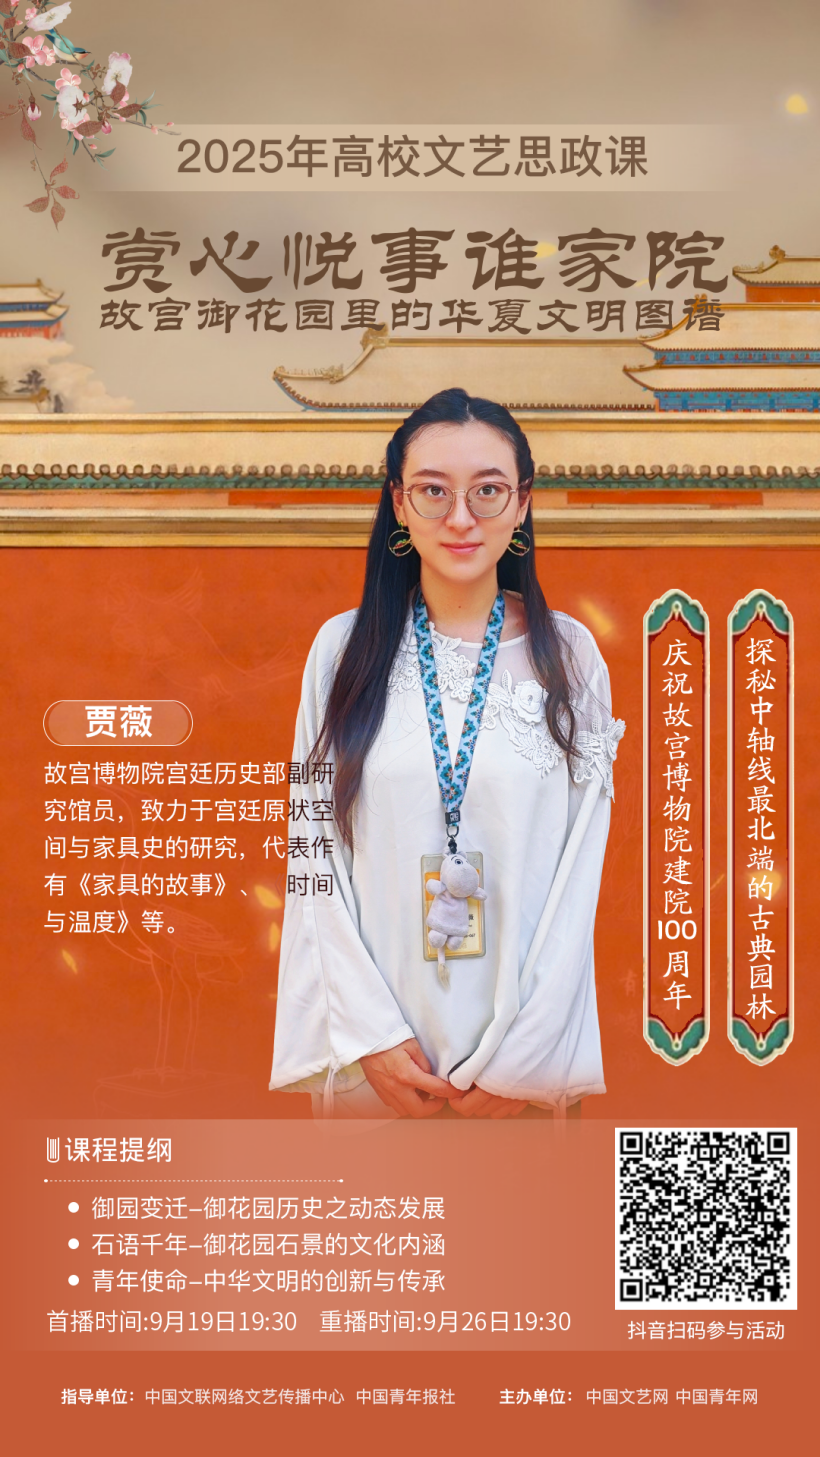 2025年高校文艺思政课
赏心悦事谁家院
故宫御花园里的华夏文明图谱
探秘中轴线最北端的古典园林
庆祝故宫博物院建院100周年
贾薇
故宫博物院宫廷历史部副研
究馆员，致力于宫廷原状空
间与家具史的研究，代表作
有《家具的故事》、 时间
与温度》等。
课程提纲
御园变迁–御花园历史之动态发展
石语千年–御花园石景的文化内涵
青年使命–中华文明的创新与传承
首播时间:9月19日19:30 重播时间:9月26日19:30
抖音扫码参与活动
指导单位：中国文联网络文艺传播中心 中国青年报社 主办单位： 中国文艺网 中国青年网